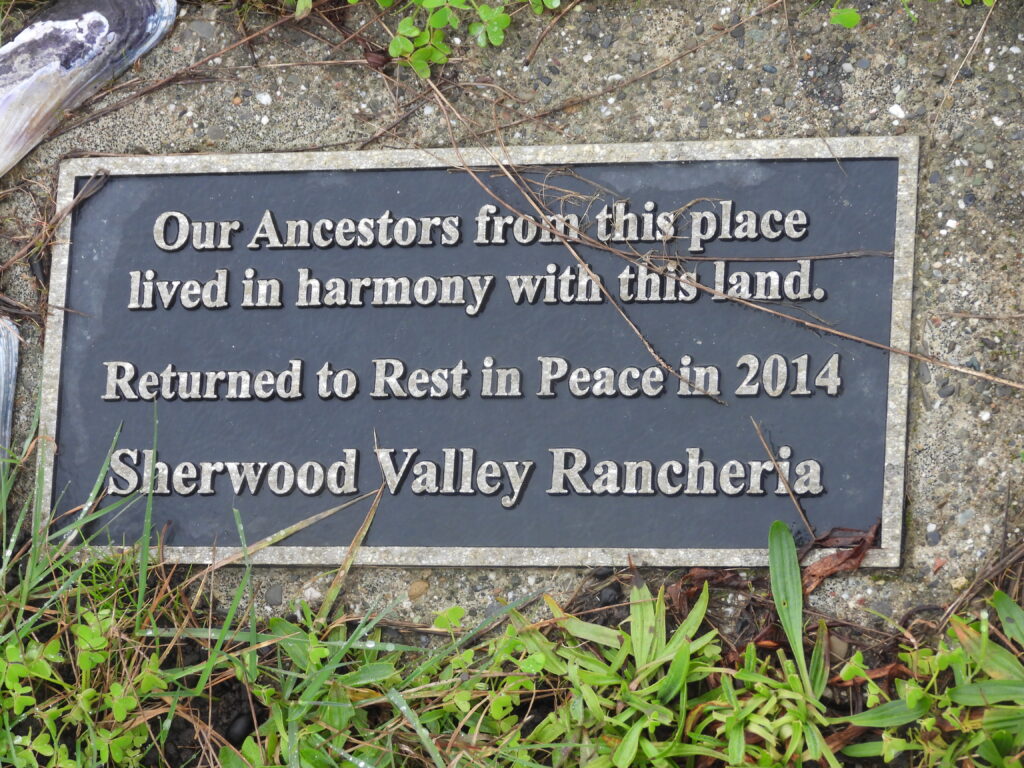 Our Ancestors from this place
lived in harmony with this land.
Returned to Rest in Peace in 2014
Sherwood Valley Rancheria